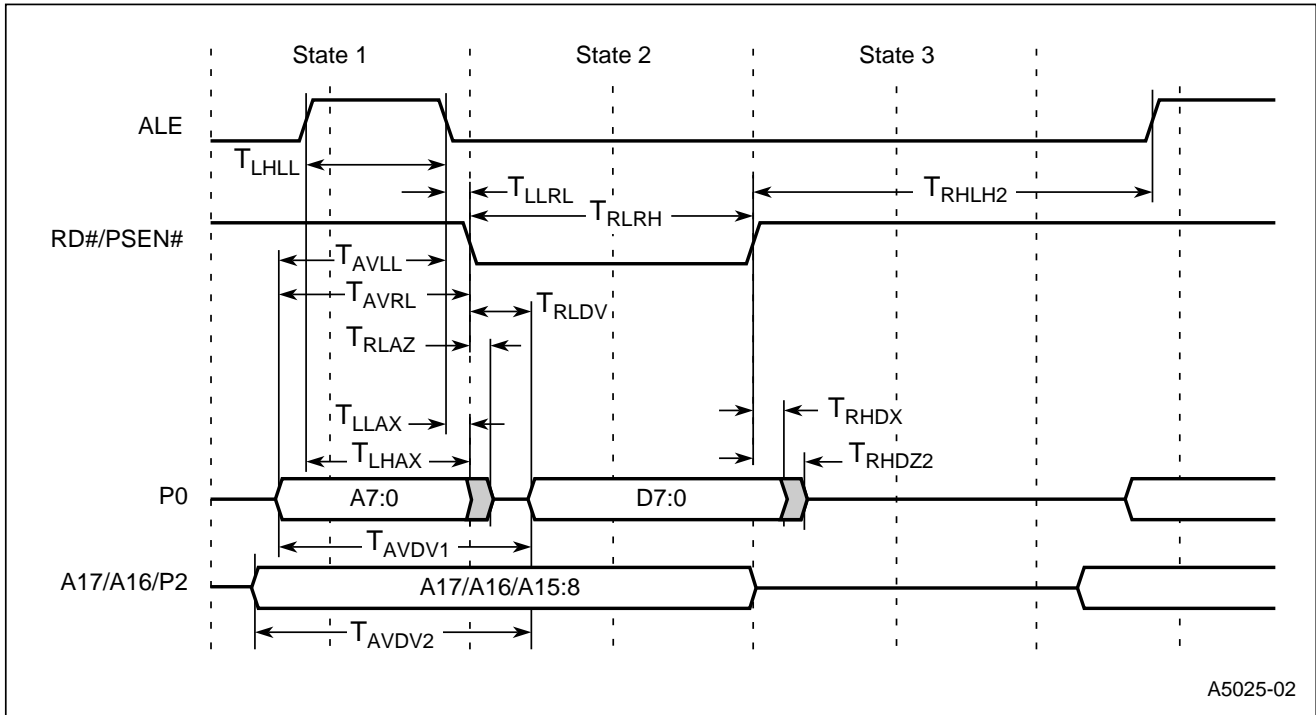 State 1 State 2 State 3
ALE
TLHLL
TLLRL
TRHLH2
TRLRH
RD#/PSEN#
TAVLL
TAVRL
TRLDV
TRLAZ
TLLAX
TRHDX
TLHAX
TRHDZ2
P0 A7:0 D7:0
TAVDV1
A17/A16/P2 A17/A16/A15:8
TAVDV2
A5025-02